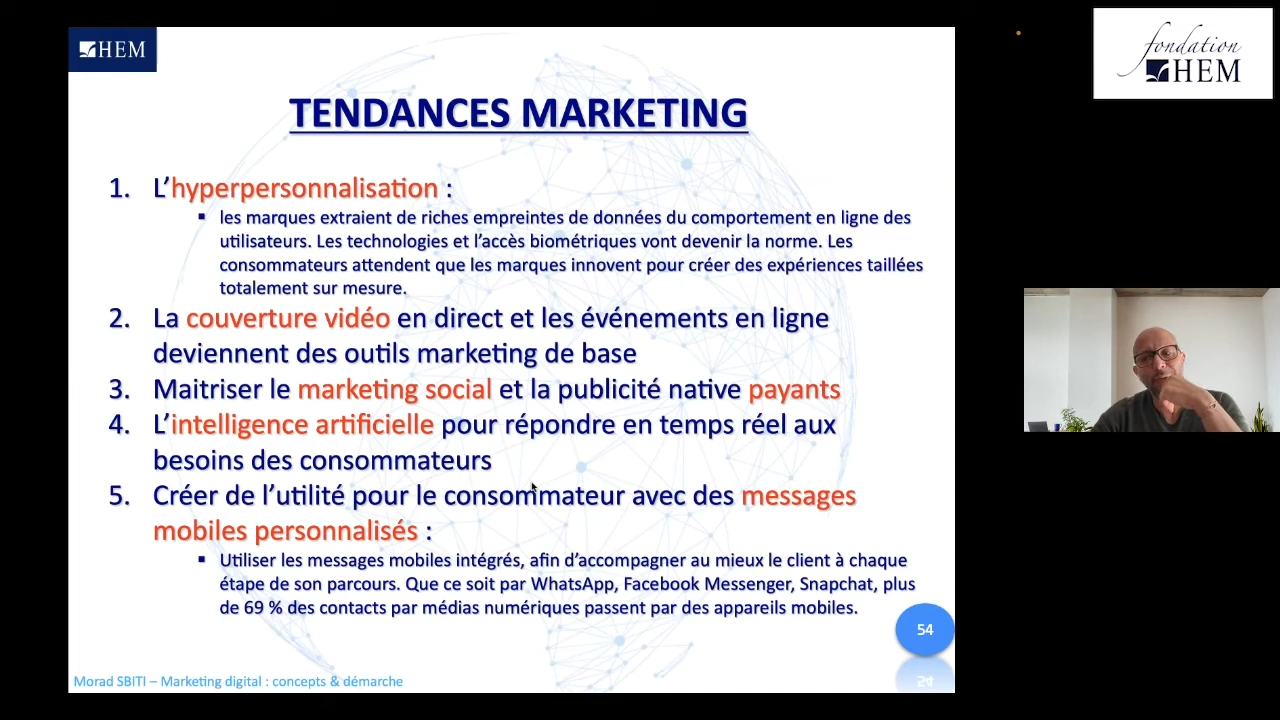 HEM
fondation
HEM
TENDANCES MARKETING
1. L’hyperpersonnalisation :
▪ les marques extraient de riches empreintes de données du comportement en ligne des
utilisateurs. Les technologies et l’accès biométriques vont devenir la norme. Les
consommateurs attendent que les marques innovent pour créer des expériences taillées
totalement sur mesure.
2. La couverture vidéo en direct et les événements en ligne
deviennent des outils marketing de base
3. Maitriser le marketing social et la publicité native payants
4. L’intelligence artificielle pour répondre en temps réel aux
besoins des consommateurs
5. Créer de l’utilité pour le consommateur avec des messages
mobiles personnalisés :
▪ Utiliser les messages mobiles intégrés, afin d’accompagner au mieux le client à chaque
étape de son parcours. Que ce soit par WhatsApp, Facebook Messenger, Snapchat, plus
de 69 % des contacts par médias numériques passent par des appareils mobiles.
54
Morad SBITI – Marketing digital : concepts & démarche